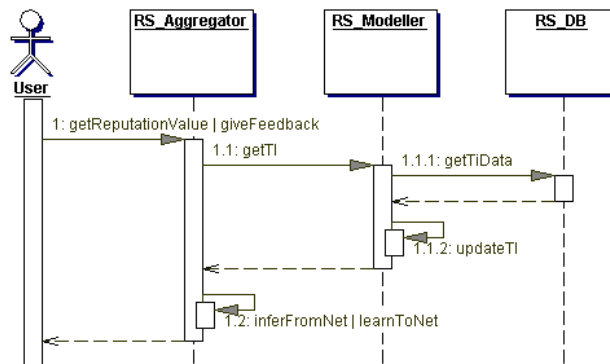 RS_Aggregator
RS_Modeller
RS_DB
User
1: getReputationValue | giveFeedback
1.1: getTI
1.1.1: getTiData
1.1.2: updateTI
1.2: inferFromNet | learnToNet